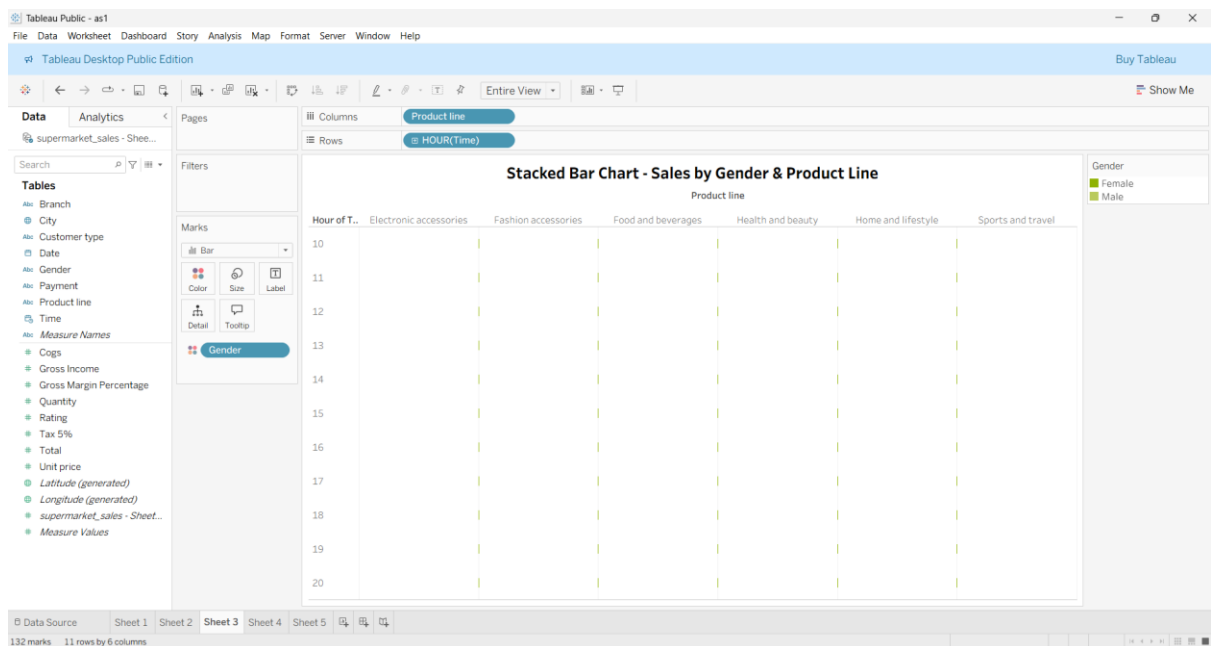 Tableau Public - as1
File Data Worksheet Dashboard Story Analysis Map Format Server Window Help
Tableau Desktop Public Edition
Buy Tableau
Entire View
Show Me
Data Analytics
supermarket_sales - Shee...
Search
Tables
Abc Branch
City
Abc Customer type
Date
Abc Gender
Abc Payment
Abc Product line
Time
Abc Measure Names
# Cogs
# Gross Income
# Gross Margin Percentage
# Quantity
# Rating
# Tax 5%
# Total
# Unit price
Latitude (generated)
Longitude (generated)
# supermarket_sales - Sheet...
# Measure Values
Pages
Filters
Marks
Bar
Color Size Label
Detail Tooltip
Gender
Columns Product line
Rows HOUR(Time)
Stacked Bar Chart - Sales by Gender & Product Line
Product line
Hour of T.. Electronic accessories Fashion accessories Food and beverages Health and beauty Home and lifestyle Sports and travel
10
11
12
13
14
15
16
17
18
19
20
Gender
Female
Male
Data Source Sheet 1 Sheet 2 Sheet 3 Sheet 4 Sheet 5
132 marks 11 rows by 6 columns